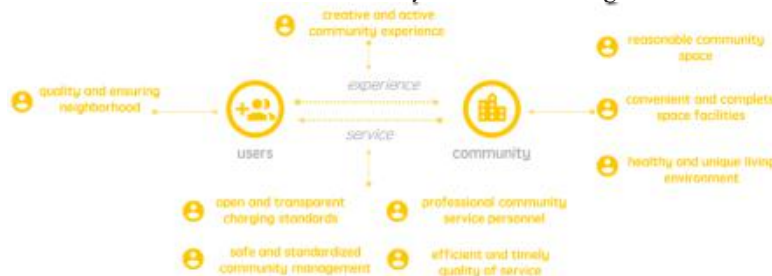 creative and active
community experience
reasonable community
space
quality and ensuring
neighborhood
experience
convenient and complete
space facilities
service
users
community
healthy and unique living
environment
open and transparent
charging standards
professional community
service personnel
safe and standardized
community management
efficient and timely
quality of service